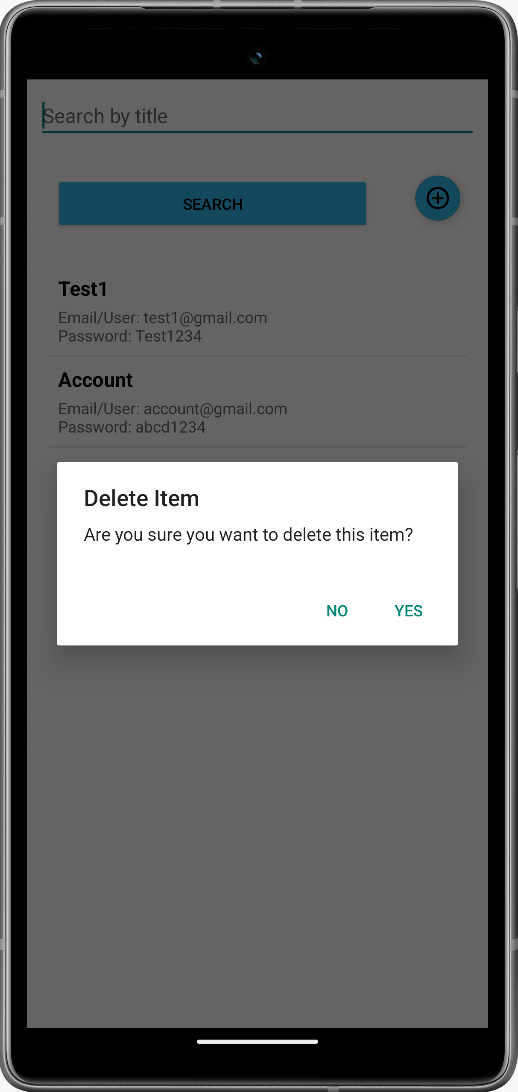 Search by title
SEARCH
Test1
Email/User: test1@gmail.com
Password: Test1234
Account
Email/User: account@gmail.com
Password: abcd1234
Delete Item
Are you sure you want to delete this item?
NO YES